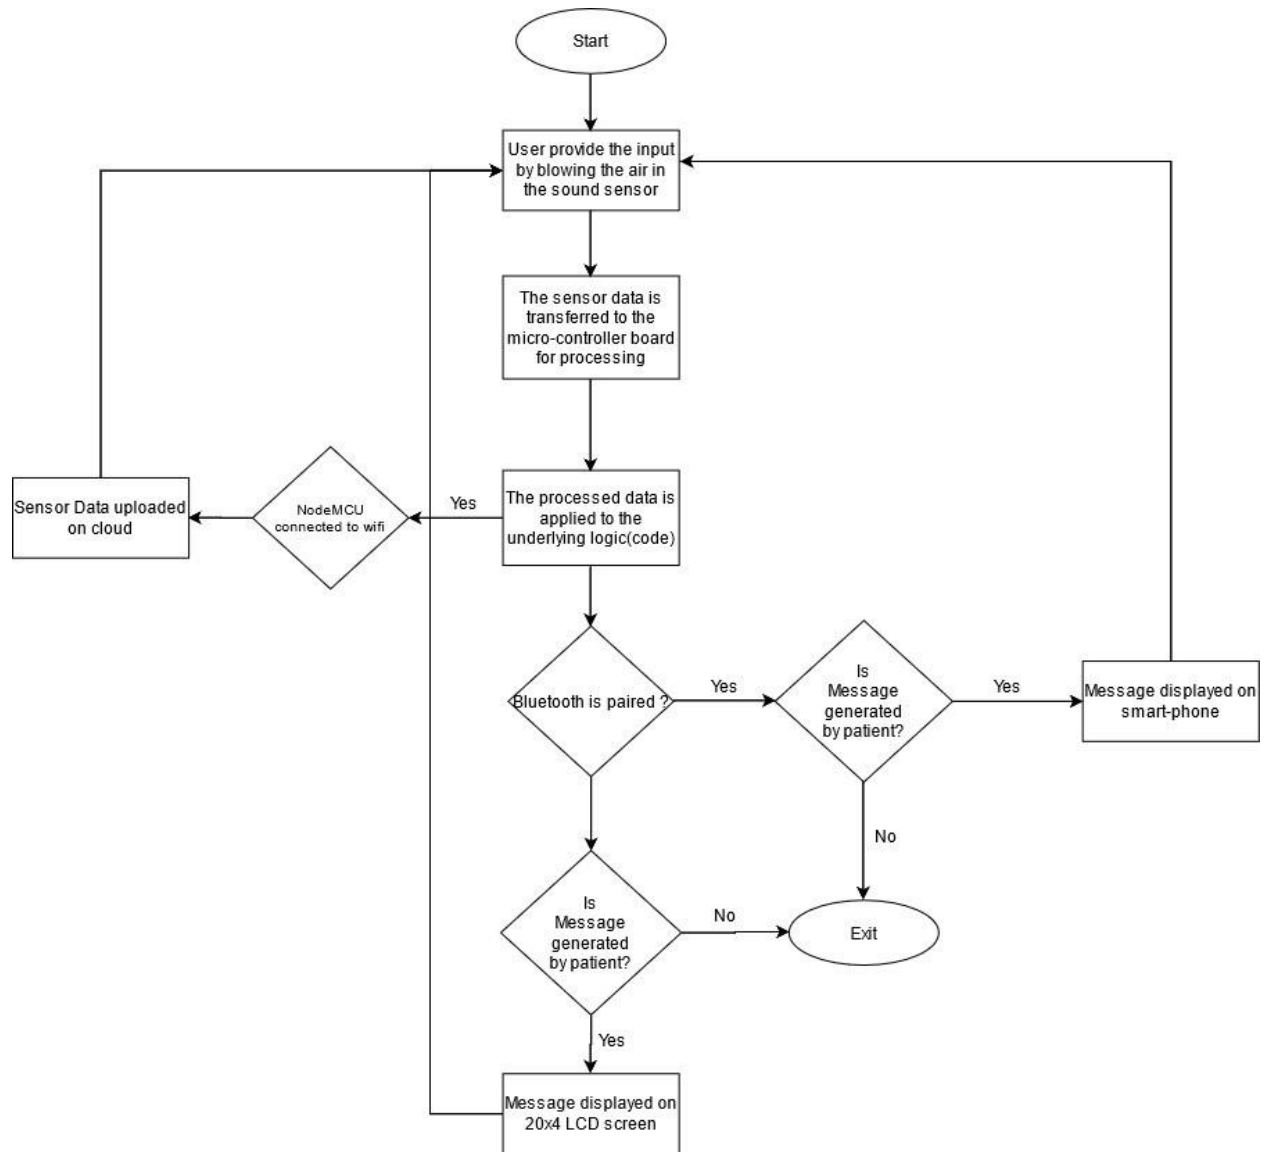 Start
User provide the input
by blowing the air in
the sound sensor
The sensor data is
transferred to the
micro-controller board
for processing
Sensor Data uploaded
on cloud
NodeMCU
connected to wifi
Yes
The processed data is
applied to the
underlying logic(code)
Bluetooth is paired ?
Yes
Is
Message
generated
by patient?
Yes
Message displayed on
smart-phone
No
Is
Message
generated
by patient?
No
Exit
Yes
Message displayed on
20x4 LCD screen